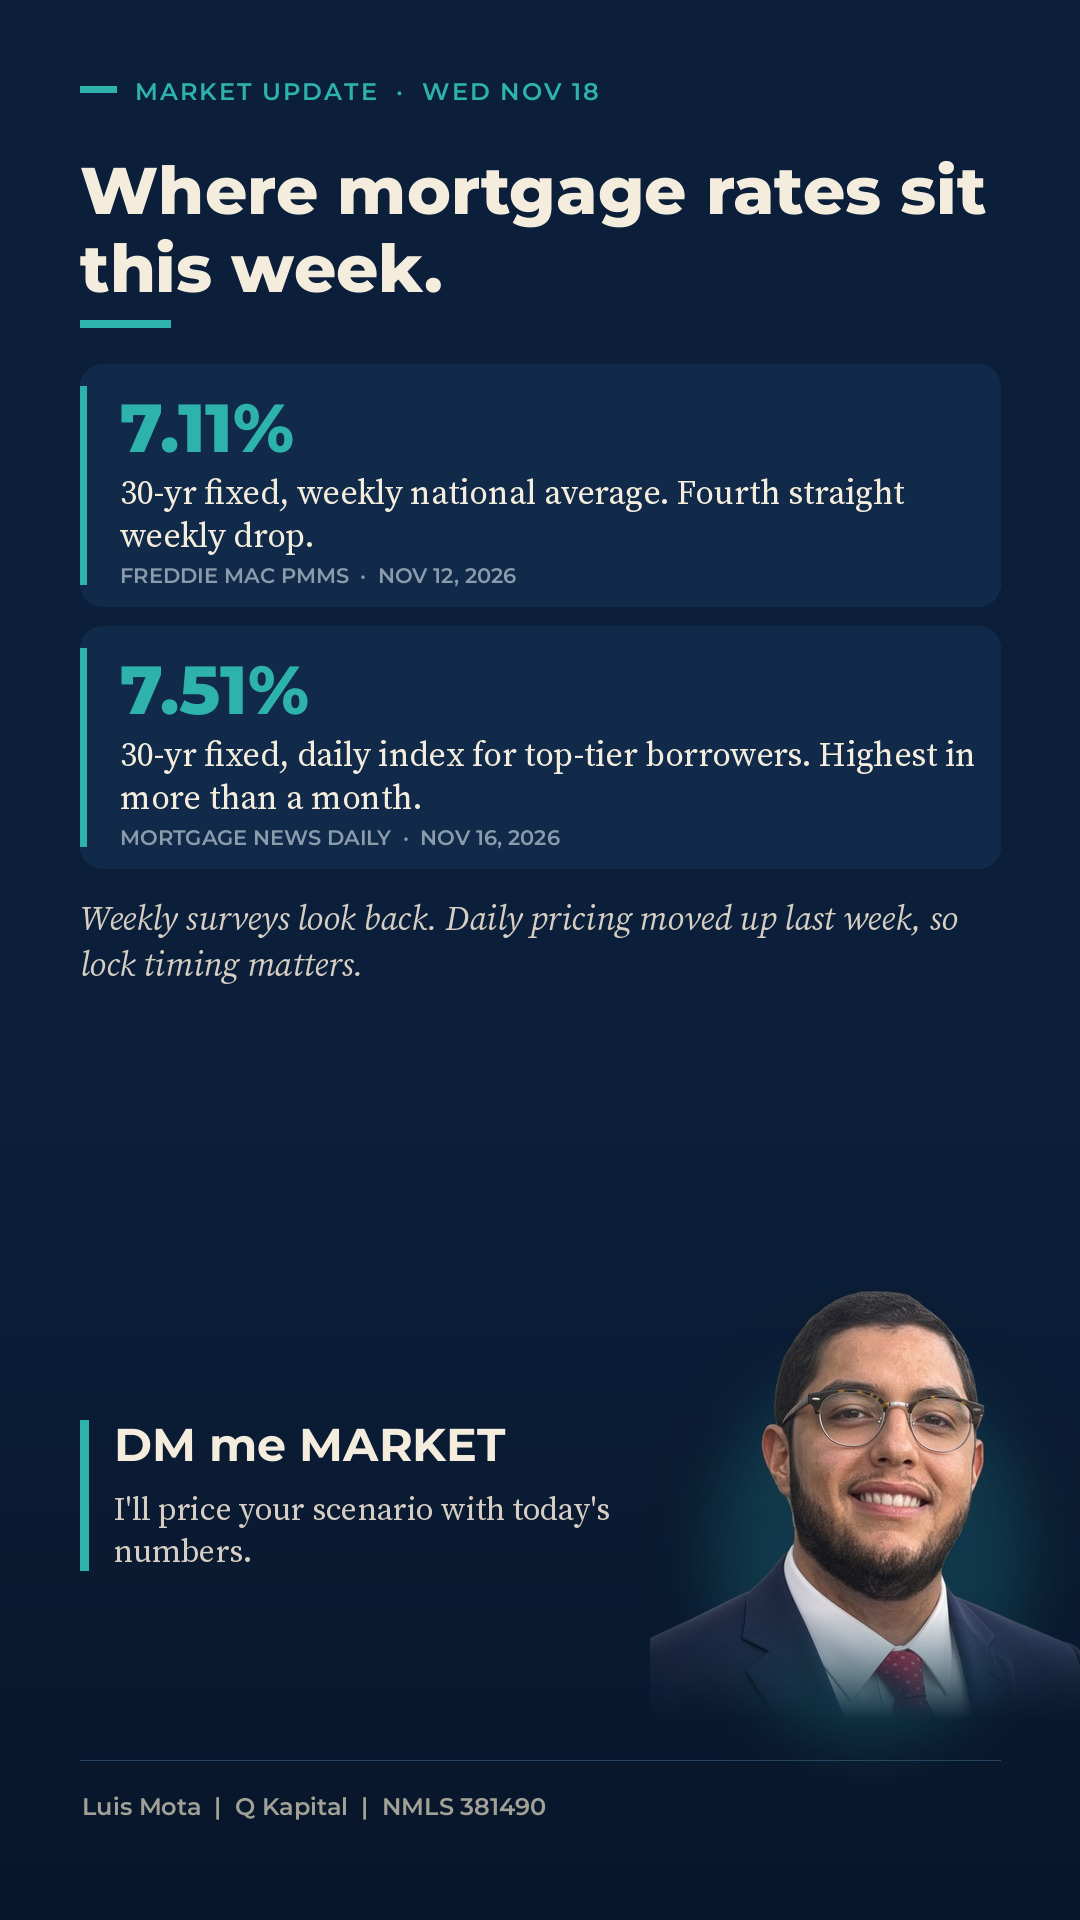 MARKET UPDATE · WED NOV 18
Where mortgage rates sit
this week.
7.11%
30-yr fixed, weekly national average. Fourth straight
weekly drop.
FREDDIE MAC PMMS · NOV 12, 2026
7.51%
30-yr fixed, daily index for top-tier borrowers. Highest in
more than a month.
MORTGAGE NEWS DAILY · NOV 16, 2026
Weekly surveys look back. Daily pricing moved up last week, so
lock timing matters.
DM me MARKET
I'll price your scenario with today's
numbers.
Luis Mota | Q Kapital | NMLS 381490